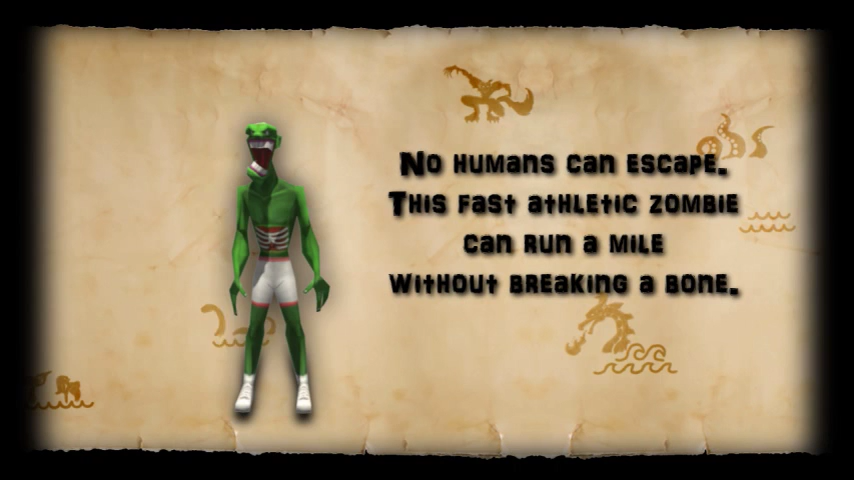 No humans can escape.
This fast athletic zombie
can run a mile
without breaking a bone.